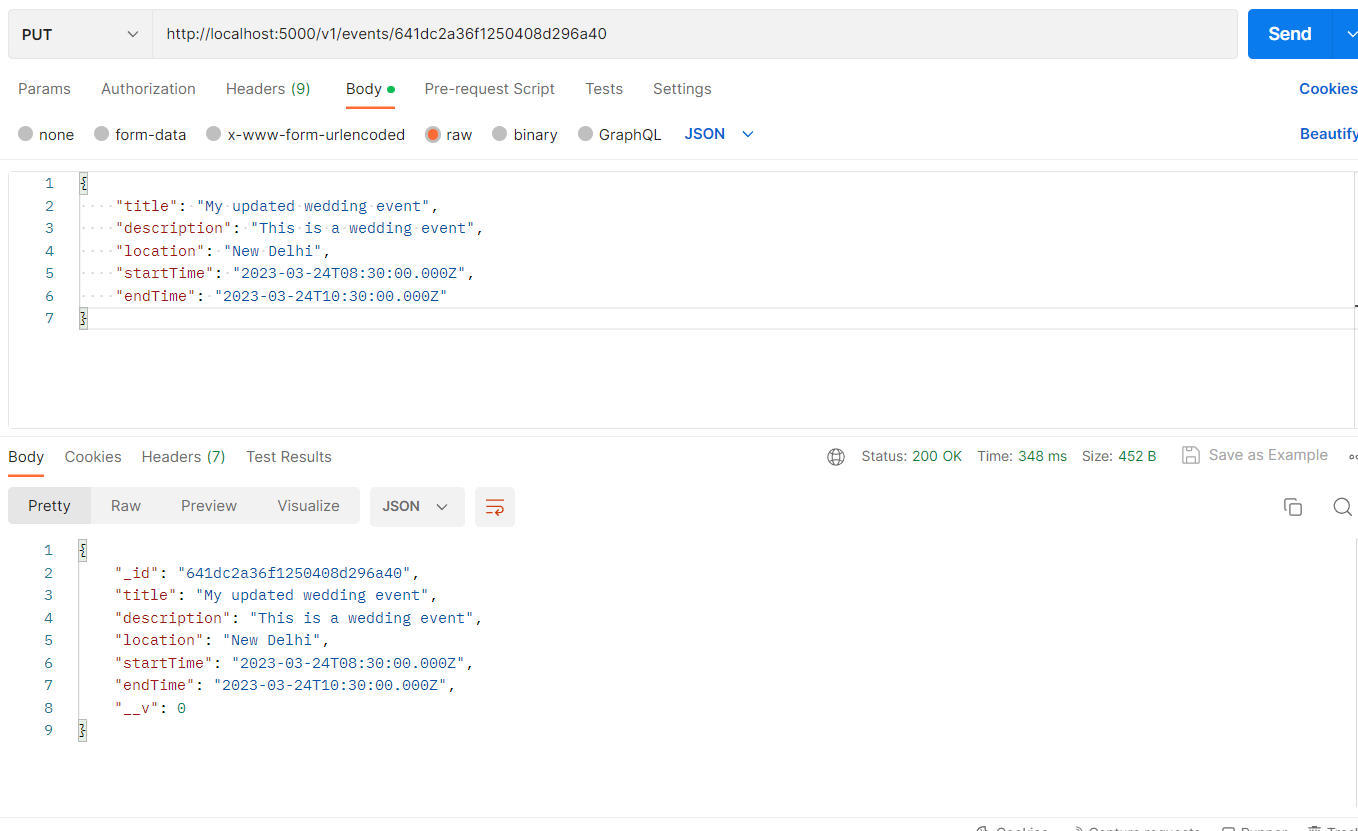 PUT http://localhost:5000/v1/events/641dc2a36f1250408d296a40 Send
Params Authorization Headers (9) Body Pre-request Script Tests Settings Cookies
none form-data x-www-form-urlencoded raw binary GraphQL JSON Beautify
1 {
2 "title": "My updated wedding event",
3 "description": "This is a wedding event",
4 "location": "New Delhi",
5 "startTime": "2023-03-24T08:30:00.000Z",
6 "endTime": "2023-03-24T10:30:00.000Z"
7 }
Body Cookies Headers (7) Test Results Status: 200 OK Time: 348 ms Size: 452 B Save as Example
Pretty Raw Preview Visualize JSON
1 {
2 "_id": "641dc2a36f1250408d296a40",
3 "title": "My updated wedding event",
4 "description": "This is a wedding event",
5 "location": "New Delhi",
6 "startTime": "2023-03-24T08:30:00.000Z",
7 "endTime": "2023-03-24T10:30:00.000Z",
8 "__v": 0
9 }
Cookies Capture requests Runner